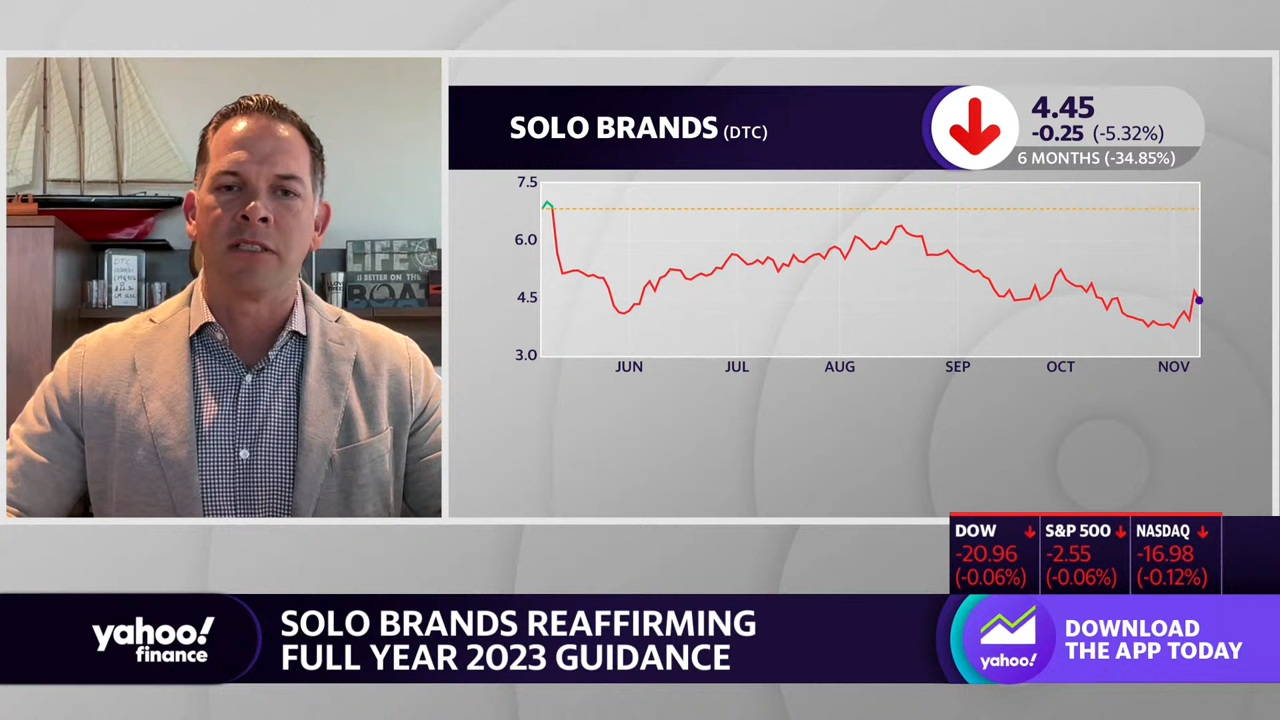 SOLO BRANDS (DTC)
4.45
-0.25 (-5.32%)
6 MONTHS (-34.85%)
7.5
6.0
4.5
3.0
JUN JUL AUG SEP OCT NOV
LIFE
IS BETTER ON THE
BOAT
DTC
DOW S&P 500 NASDAQ
-20.96 -2.55 -16.98
(-0.06%) (-0.06%) (-0.12%)
yahoo!
finance
SOLO BRANDS REAFFIRMING
FULL YEAR 2023 GUIDANCE
yahoo!
DOWNLOAD
THE APP TODAY